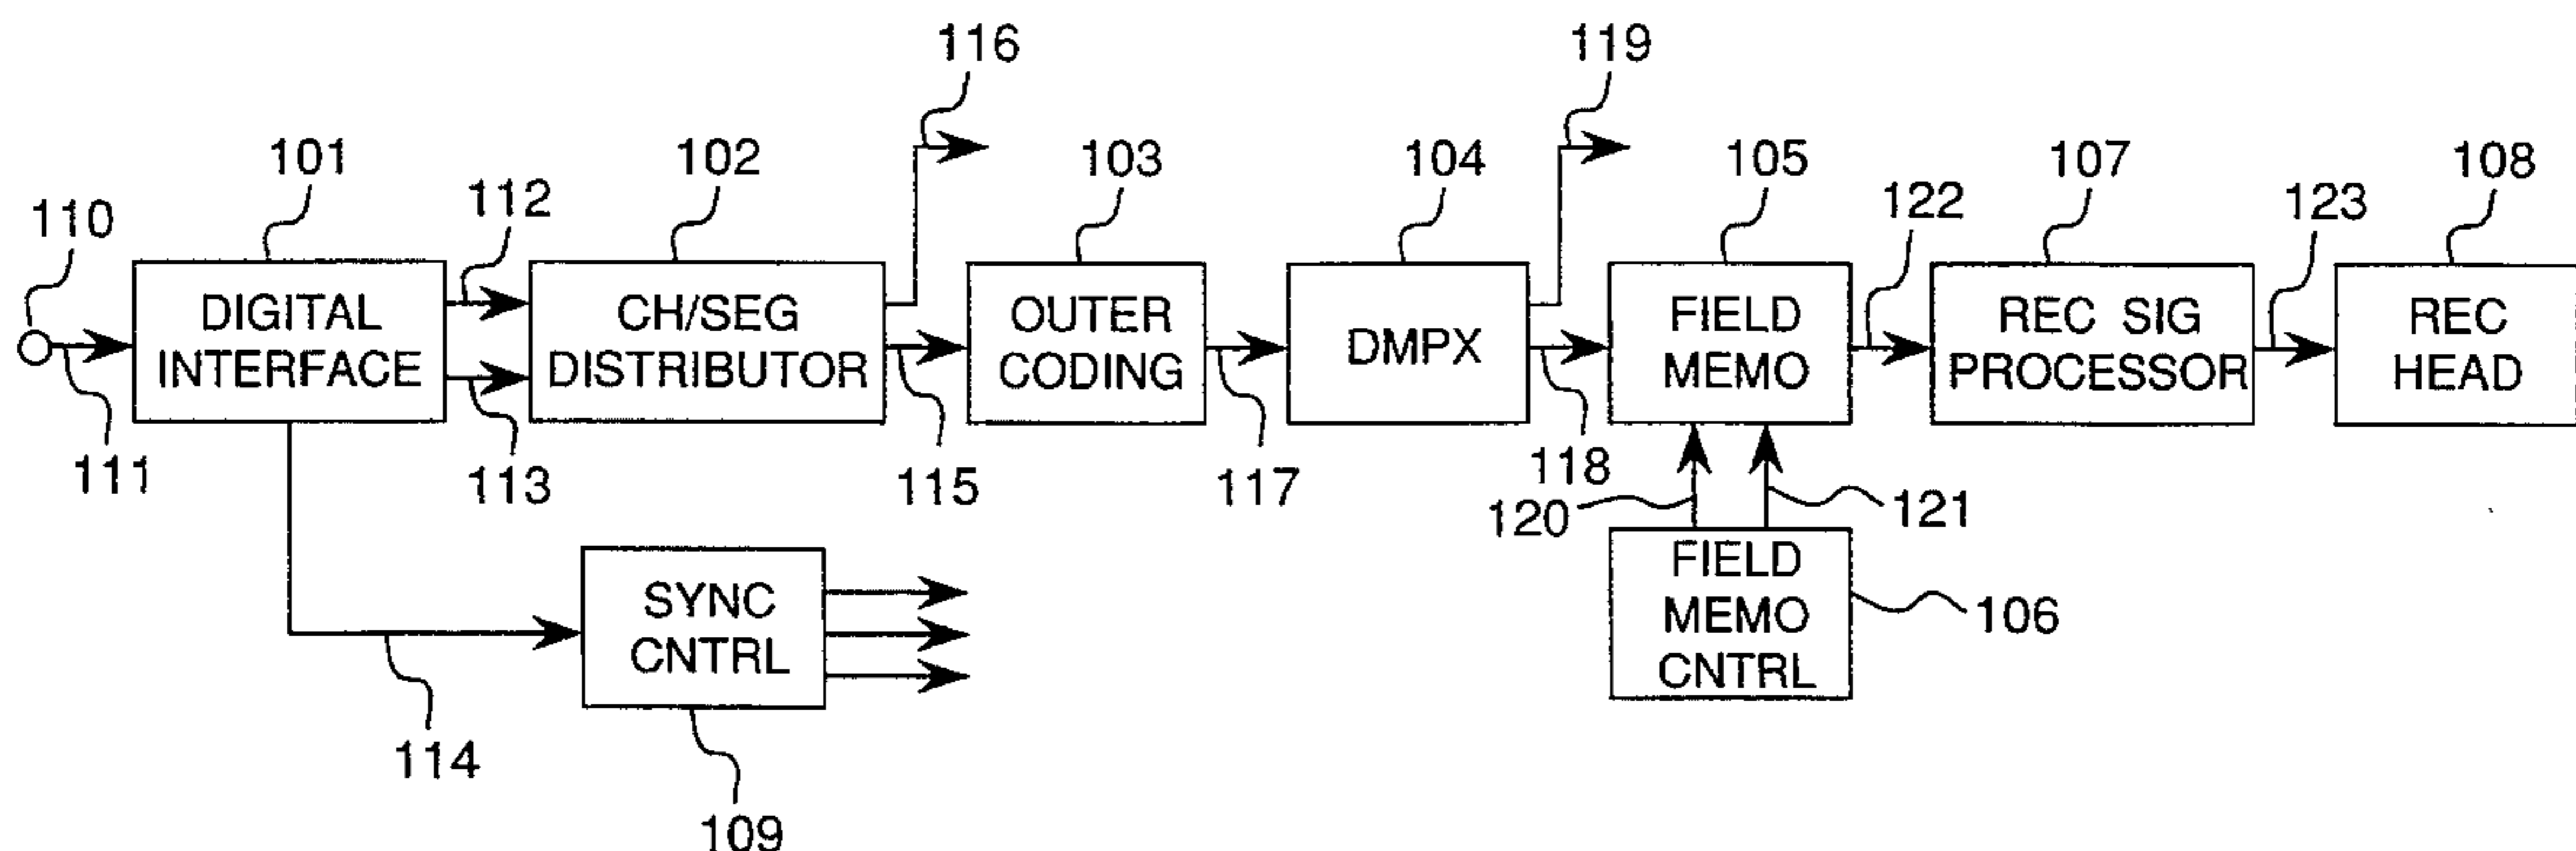 116
119
101
102
103
104
105
107
108
110
112
122
123
DIGITAL
INTERFACE
CH/SEG
DISTRIBUTOR
OUTER
CODING
DMPX
FIELD
MEMO
REC SIG
PROCESSOR
REC
HEAD
111
113
115
117
118
120
121
SYNC
CNTRL
FIELD
MEMO
CNTRL
106
114
109